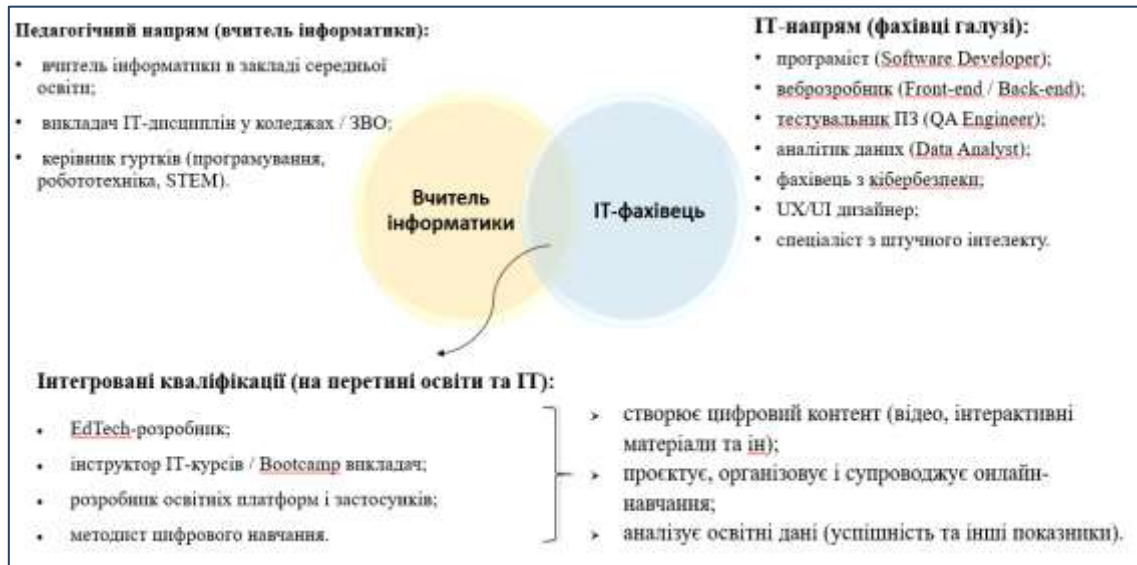 Педагогічний напрям (вчитель інформатики):
• вчитель інформатики в закладі середньої
освіти;
• викладач ІТ-дисциплін у коледжах / ЗВО;
• керівник гуртків (програмування,
робототехніка, STEM).
ІТ-напрям (фахівці галузі):
• програміст (Software Developer);
• веброзробник (Front-end / Back-end);
• тестувальник ПЗ (QA Engineer);
• аналітик даних (Data Analyst);
• фахівець з кібербезпеки;
• UX/UI дизайнер;
• спеціаліст з штучного інтелекту.
Вчитель
інформатики
ІТ-фахівець
Інтегровані кваліфікації (на перетині освіти та ІТ):
• EdTech-розробник;
• інструктор ІТ-курсів / Bootcamp викладач;
• розробник освітніх платформ і застосунків;
• методист цифрового навчання.
➢ створює цифровий контент (відео, інтерактивні
матеріали та ін);
➢ проєктує, організовує і супроводжує онлайн-
навчання;
➢ аналізує освітні дані (успішність та інші показники).